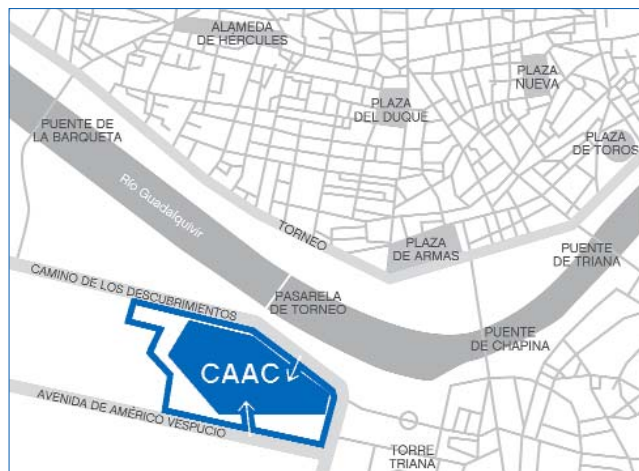 ALAMEDA
DE HÉRCULES
PLAZA
NUEVA
PLAZA
DEL DUQUE
PUENTE DE
LA BARQUETA
PLAZA
DE TOROS
Río Guadalquivir
TORNEO
PLAZA
DE ARMAS
PUENTE
DE TRIANA
CAMINO DE LOS DESCUBRIMIENTOS
PASARELA
DE TORNEO
PUENTE
DE CHAPINA
CAAC
AVENIDA DE AMÉRICO VESPUCIO
TORRE
TRIANA